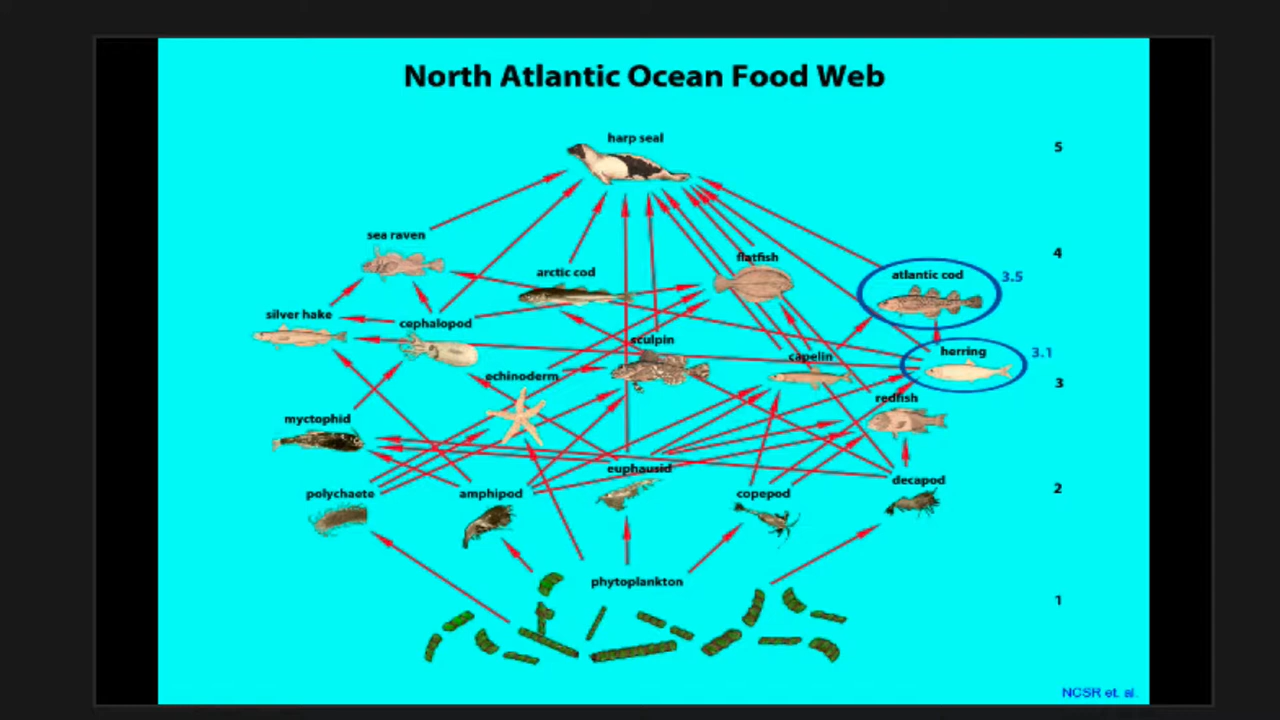 North Atlantic Ocean Food Web
harp seal
5
sea raven
4
flatfish
arctic cod
atlantic cod
3.5
silver hake
cephalopod
sculpin
capelin
herring
3.1
echinoderm
3
redfish
myctophid
euphausid
decapod
2
polychaete
amphipod
copepod
phytoplankton
1
NCSR et. al.